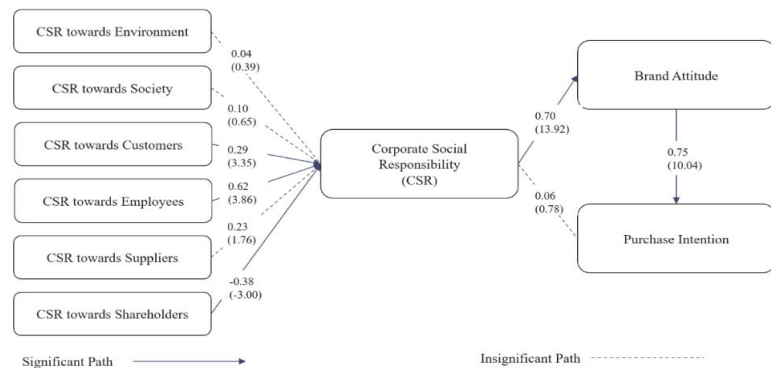 CSR towards Environment
0.04
(0.39)
CSR towards Society
0.10
(0.65)
CSR towards Customers
0.29
(3.35)
CSR towards Employees
0.62
(3.86)
CSR towards Suppliers
0.23
(1.76)
CSR towards Shareholders
-0.38
(-3.00)
Corporate Social
Responsibility
(CSR)
0.70
(13.92)
0.06
(0.78)
Brand Attitude
0.75
(10.04)
Purchase Intention
Significant Path
Insignificant Path